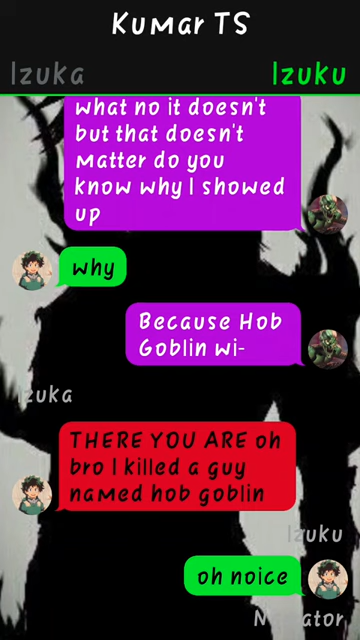 Kumar TS
Izuka
Izuku
what no it doesn't
but that doesn't
matter do you
know why I showed
up
why
Because Hob
Goblin wi-
Izuka
THERE YOU ARE oh
bro I killed a guy
named hob goblin
Izuku
oh noice